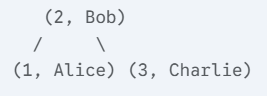 (2, Bob)
/ \
(1, Alice) (3, Charlie)